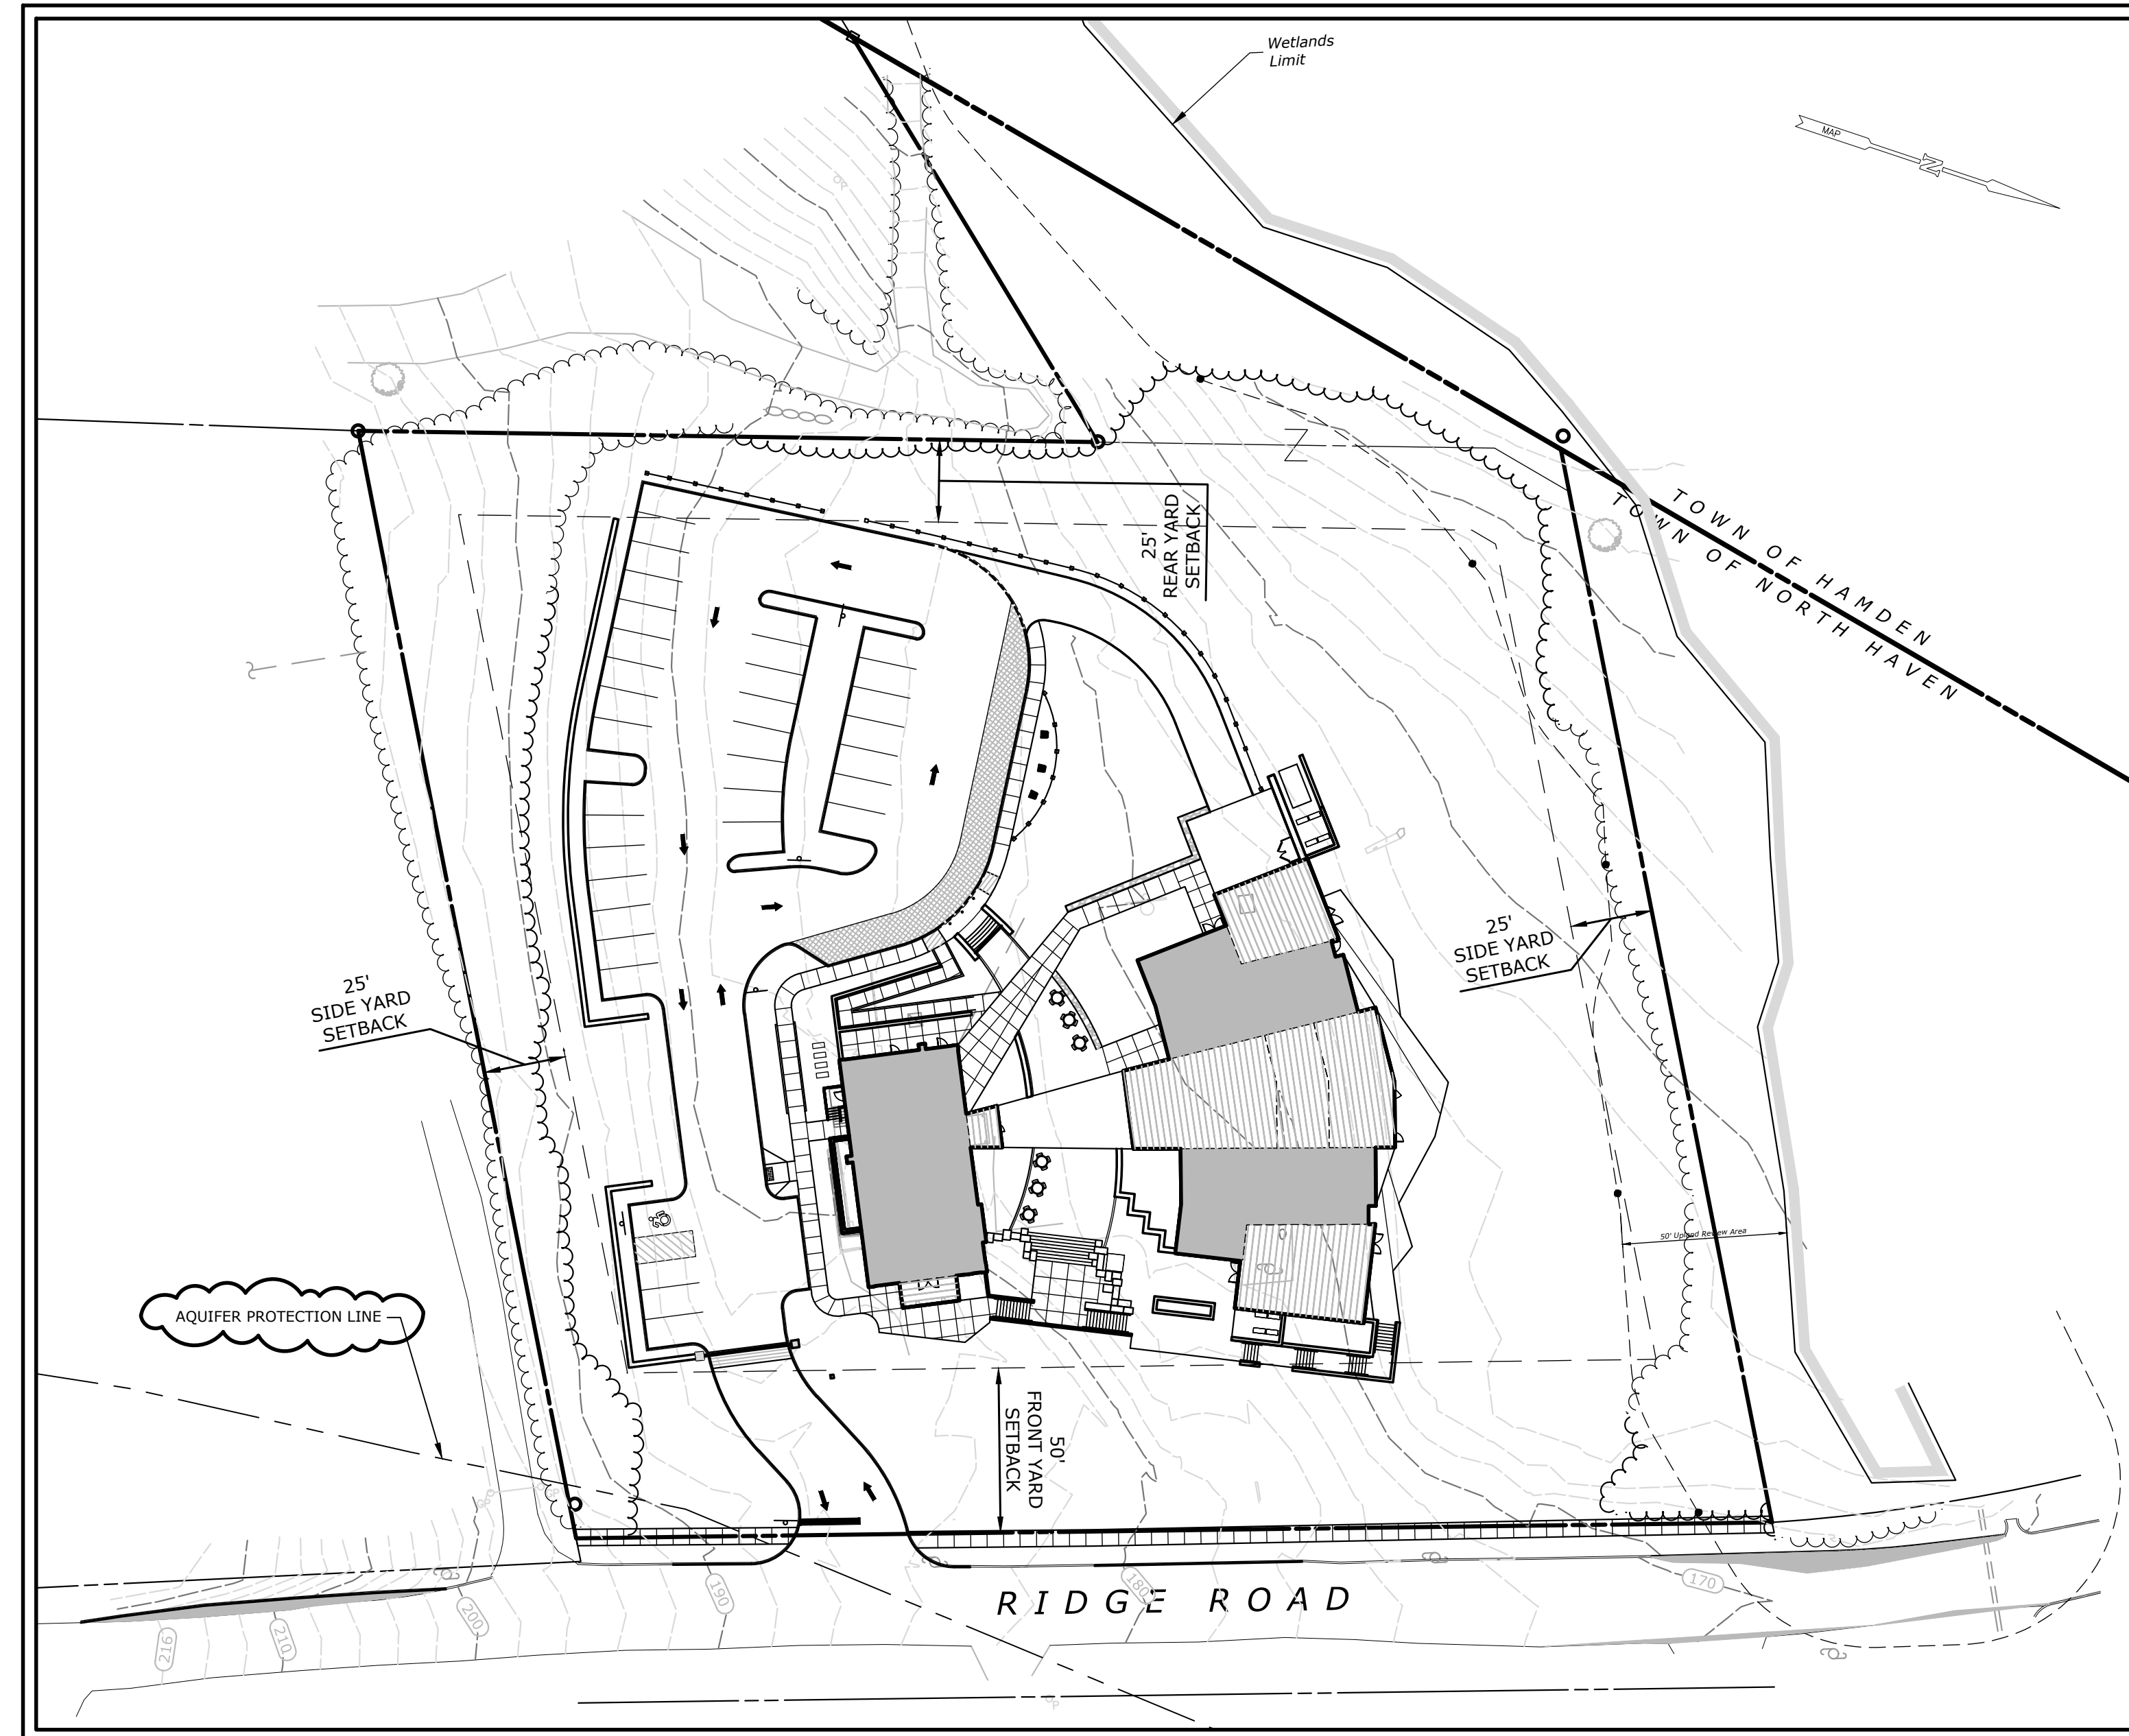 Wetlands
Limit
MAP
N
25'
REAR YARD
SETBACK
TOWN OF HAMDEN
TOWN OF NORTH HAVEN
25'
SIDE YARD
SETBACK
25'
SIDE YARD
SETBACK
50' Upland Review Area
AQUIFER PROTECTION LINE
50'
FRONT YARD
SETBACK
RIDGE ROAD
216
210
200
190
180
170